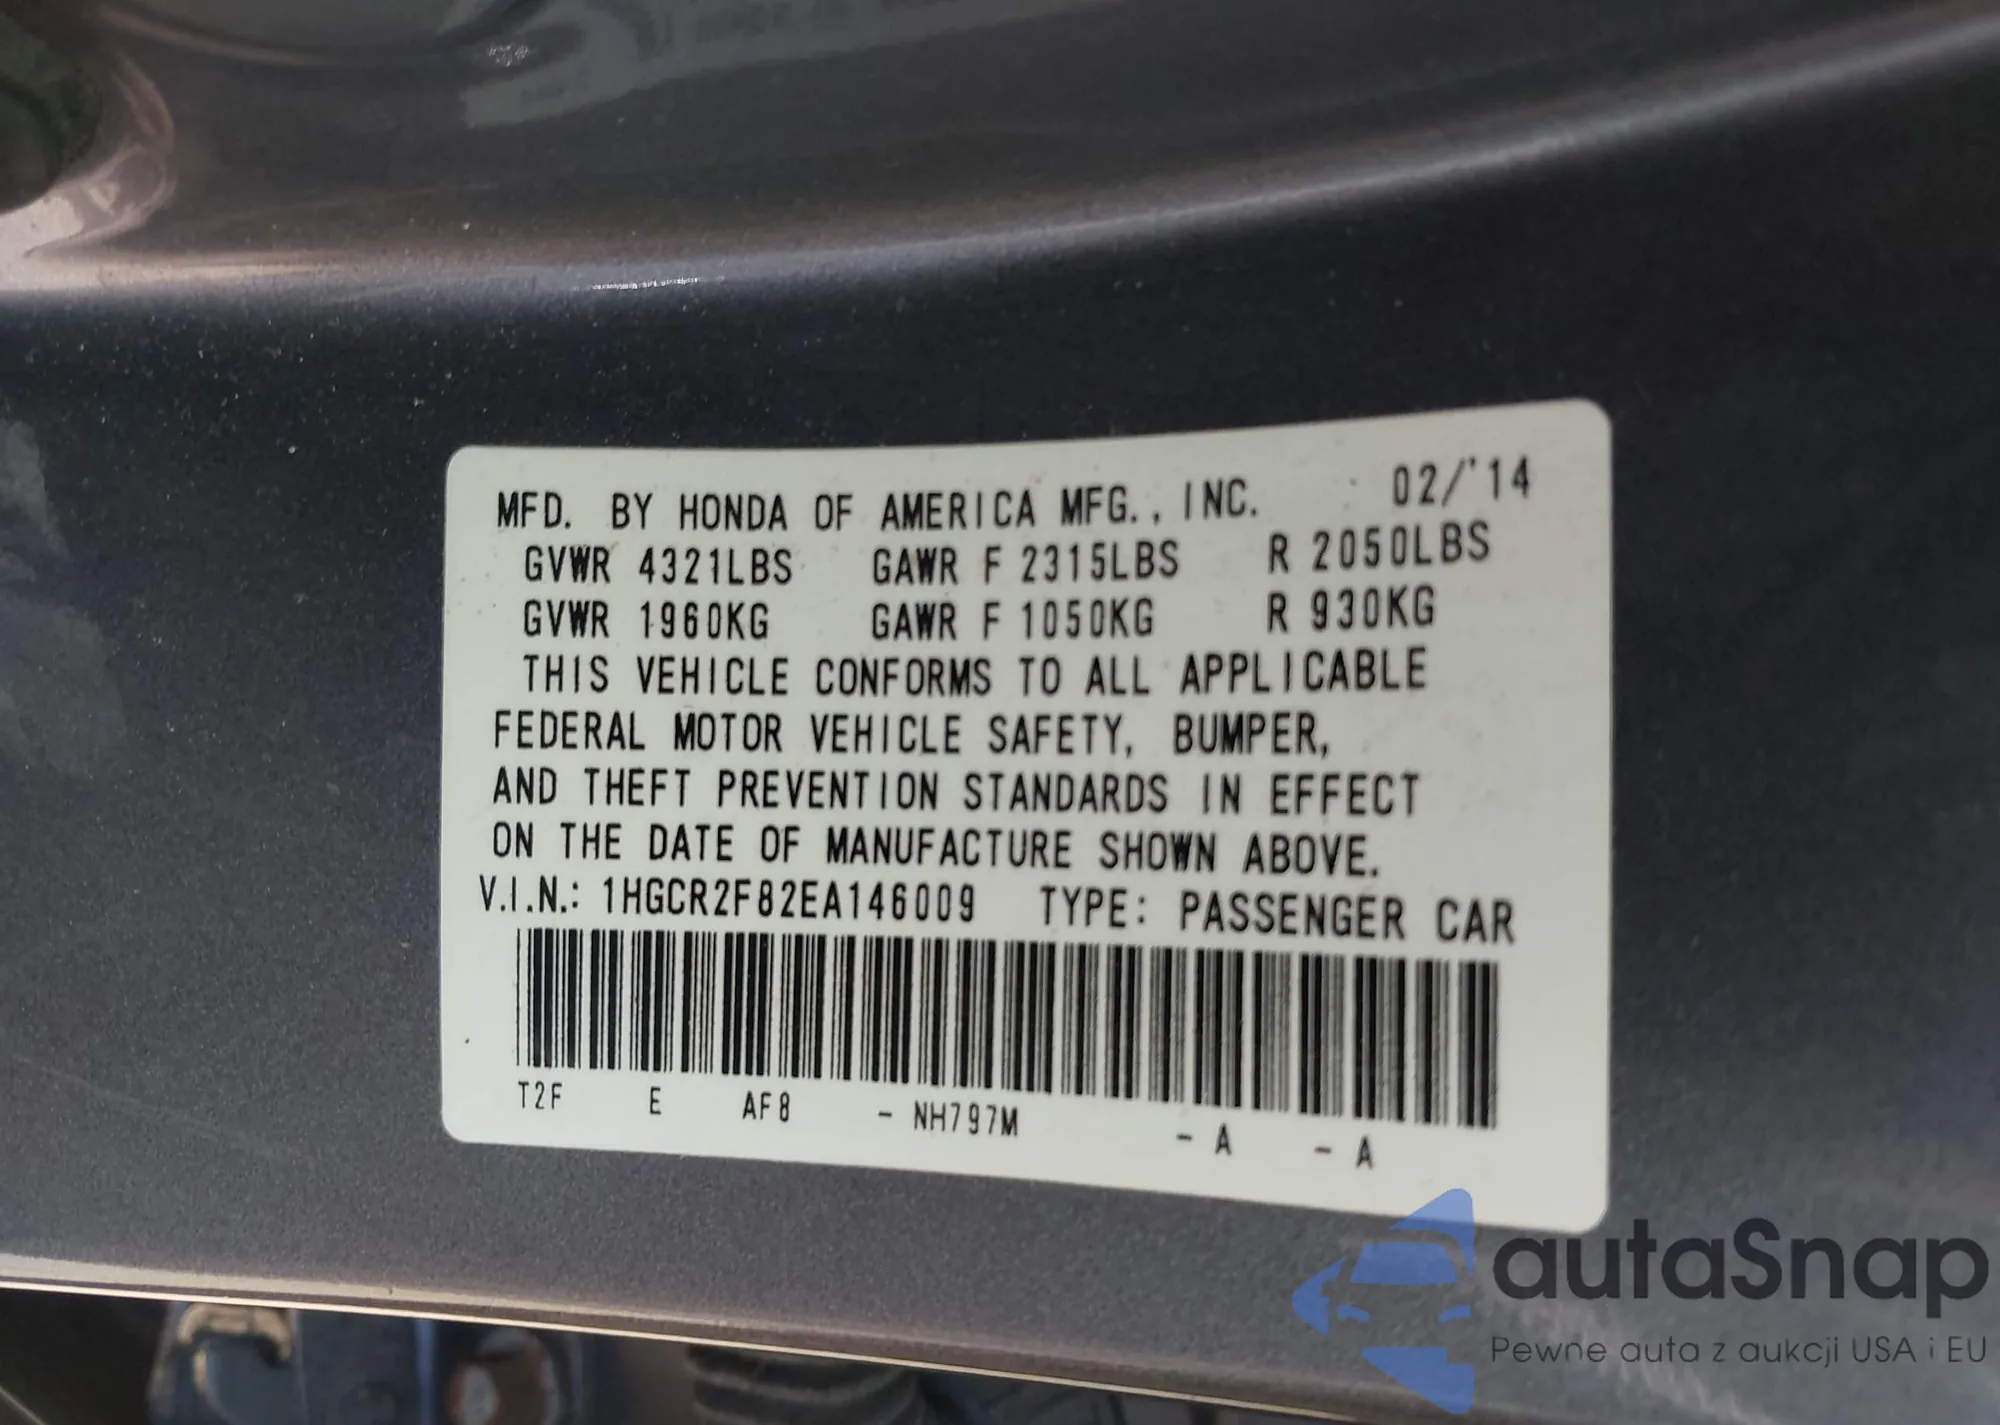 MFD. BY HONDA OF AMERICA MFG., INC. 02/'14
GVWR 4321LBS GAWR F 2315LBS R 2050LBS
GVWR 1960KG GAWR F 1050KG R 930KG
THIS VEHICLE CONFORMS TO ALL APPLICABLE
FEDERAL MOTOR VEHICLE SAFETY, BUMPER,
AND THEFT PREVENTION STANDARDS IN EFFECT
ON THE DATE OF MANUFACTURE SHOWN ABOVE.
V.I.N.: 1HGCR2F82EA146009 TYPE: PASSENGER CAR
T2F E AF8 - NH797M - A - A
autaSnap
Pewne auta z aukcji USA i EU